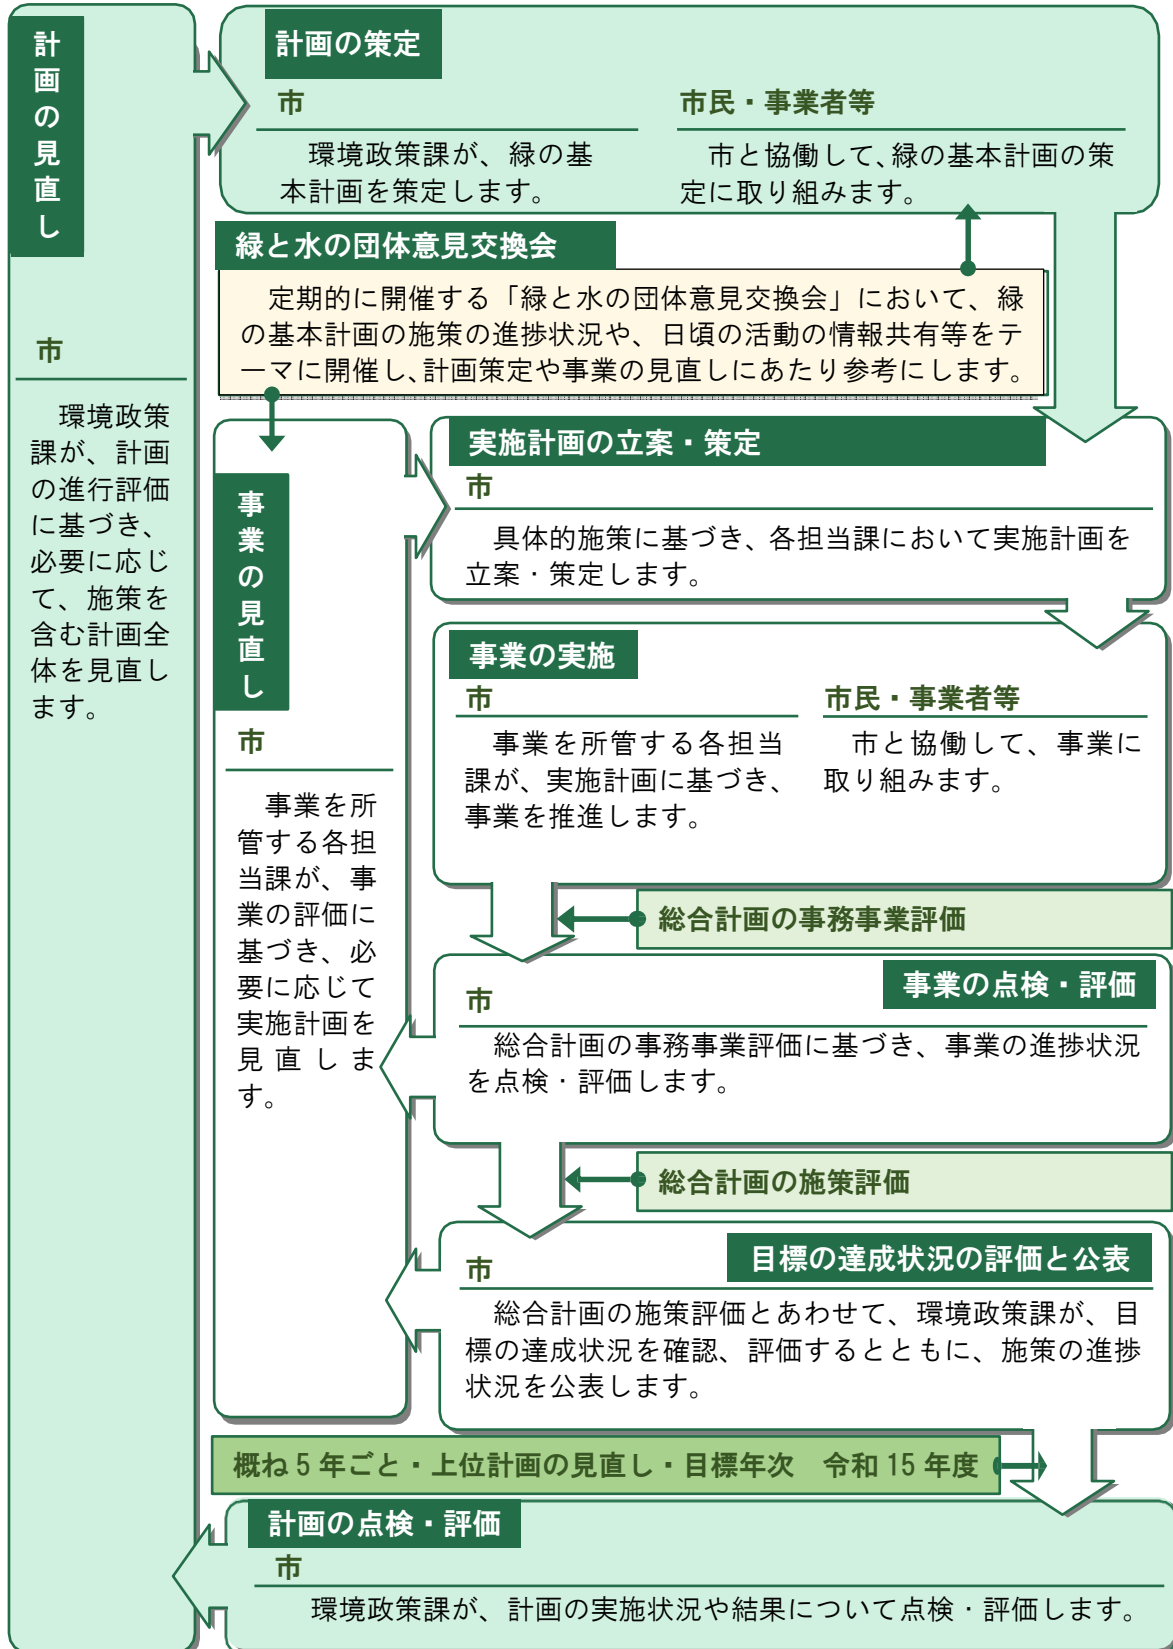 計画の見直し
市
環境政策
課が、計画
の進行評価
に基づき、
必要に応じ
て、施策を
含む計画全
体を見直し
ます。
計画の策定
市
環境政策課が、緑の基
本計画を策定します。
市民・事業者等
市と協働して、緑の基本計画の策
定に取り組みます。
緑と水の団体意見交換会
定期的に開催する「緑と水の団体意見交換会」において、緑
の基本計画の施策の進捗状況や、日頃の活動の情報共有等をテ
ーマに開催し、計画策定や事業の見直しにあたり参考にします。
事業の見直し
市
事業を所
管する各担
当課が、事
業の評価に
基づき、必
要に応じて
実施計画を
見直しま
す。
実施計画の立案・策定
市
具体的施策に基づき、各担当課において実施計画を
立案・策定します。
事業の実施
市
事業を所管する各担当
課が、実施計画に基づき、
事業を推進します。
市民・事業者等
市と協働して、事業に
取り組みます。
総合計画の事務事業評価
事業の点検・評価
市
総合計画の事務事業評価に基づき、事業の進捗状況
を点検・評価します。
総合計画の施策評価
目標の達成状況の評価と公表
市
総合計画の施策評価とあわせて、環境政策課が、目
標の達成状況を確認、評価するとともに、施策の進捗
状況を公表します。
概ね5年ごと・上位計画の見直し・目標年次　令和15年度
計画の点検・評価
市
環境政策課が、計画の実施状況や結果について点検・評価します。